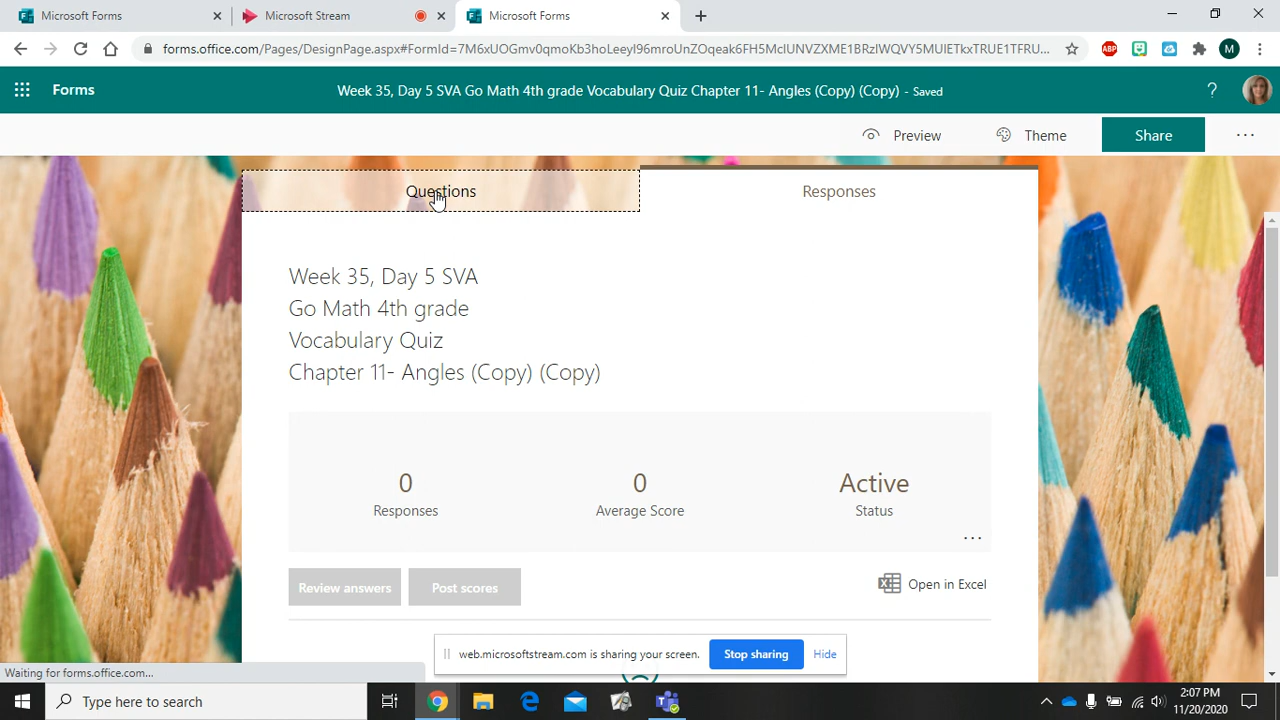 Microsoft Forms
Microsoft Stream
Microsoft Forms
forms.office.com/Pages/DesignPage.aspx#FormId=7M6xUOGmv0qmoKb3hoLeeyI96mroUnZOqeak6FH5McIUNVZXME1BRzlWQVY5MUlETkxTRUE1TFRU...
ABP
M
Forms
Week 35, Day 5 SVA Go Math 4th grade Vocabulary Quiz Chapter 11- Angles (Copy) (Copy) - Saved
?
Preview
Theme
Share
...
Questions
Responses
Week 35, Day 5 SVA
Go Math 4th grade
Vocabulary Quiz
Chapter 11- Angles (Copy) (Copy)
0
0
Active
Responses
Average Score
Status
...
Review answers
Post scores
Open in Excel
web.microsoftstream.com is sharing your screen.
Stop sharing
Hide
Waiting for forms.office.com...
Type here to search
2:07 PM
11/20/2020